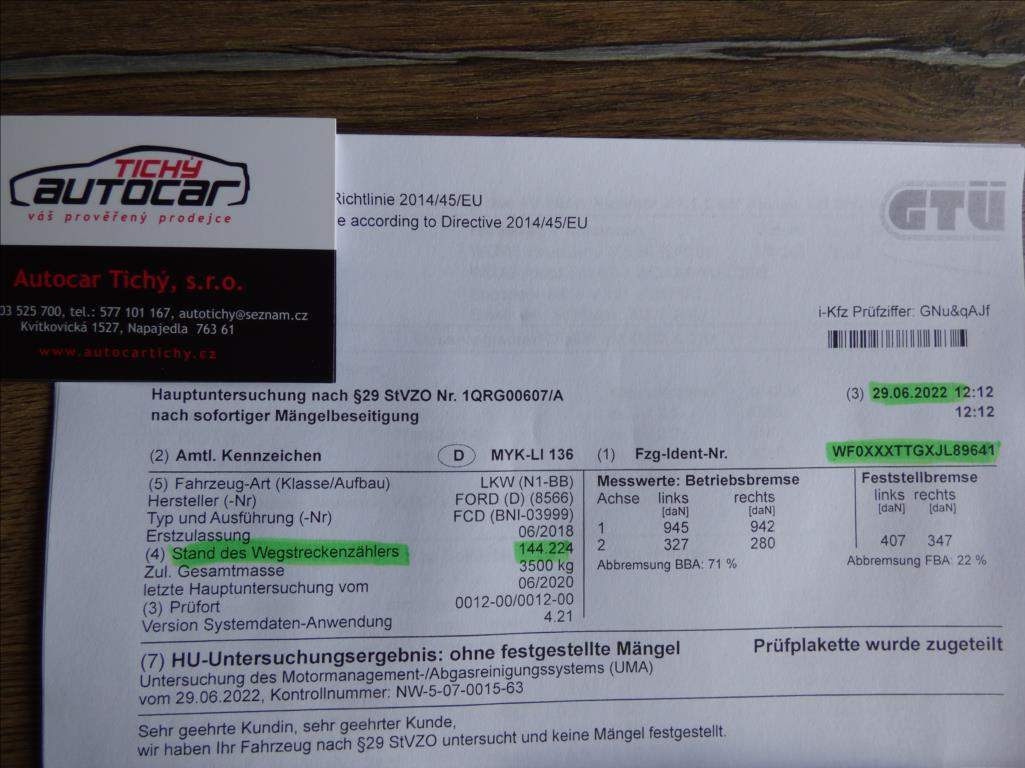 TICHÝ
AUTOCAR
váš prověřený prodejce
Autocar Tichý, s.r.o.
03 525 700, tel.: 577 101 167, autotichy@seznam.cz
Kvítkovická 1527, Napajedla 763 61
www.autocartichy.cz
Richtlinie 2014/45/EU
e according to Directive 2014/45/EU
GTÜ
i-Kfz Prüfziffer: GNu&qAJf
Hauptuntersuchung nach §29 StVZO Nr. 1QRG00607/A
nach sofortiger Mängelbeseitigung
(3) 29.06.2022 12:12
12:12
(2) Amtl. Kennzeichen D MYK-LI 136 (1) Fzg-Ident-Nr. WF0XXXTTGXJL89641
(5) Fahrzeug-Art (Klasse/Aufbau) LKW (N1-BB)
Hersteller (-Nr) FORD (D) (8566)
Typ und Ausführung (-Nr) FCD (BNI-03999)
Erstzulassung 06/2018
(4) Stand des Wegstreckenzählers 144.224
Zul. Gesamtmasse 3500 kg
letzte Hauptuntersuchung vom 06/2020
(3) Prüfort 0012-00/0012-00
Version Systemdaten-Anwendung 4.21
Messwerte: Betriebsbremse
Achse links rechts
[daN] [daN]
1 945 942
2 327 280
Abbremsung BBA: 71 %
Feststellbremse
links rechts
[daN] [daN]
407 347
Abbremsung FBA: 22 %
(7) HU-Untersuchungsergebnis: ohne festgestellte Mängel Prüfplakette wurde zugeteilt
Untersuchung des Motormanagement-/Abgasreinigungssystems (UMA)
vom 29.06.2022, Kontrollnummer: NW-5-07-0015-63
Sehr geehrte Kundin, sehr geehrter Kunde,
wir haben Ihr Fahrzeug nach §29 StVZO untersucht und keine Mängel festgestellt.